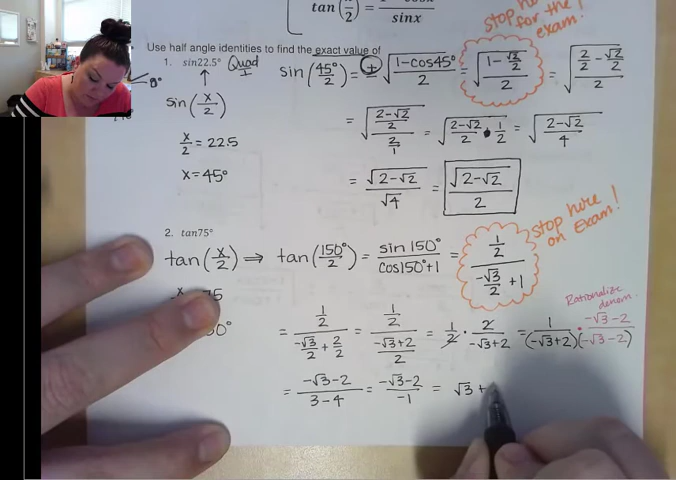 stop here
for the
exam!
tan(x/2) = 1-cosx/sinx
Use half angle identities to find the exact value of
1. sin22.5° Quad I
sin(45°/2) = ± √((1-cos45°)/2) = √((1-√2/2)/2) = √((2/2-√2/2)/2)
sin(x/2)
= √(((2-√2)/2)/(2/1)) = √((2-√2)/2 • 1/2) = √((2-√2)/4)
x/2 = 22.5
x = 45°
= √(2-√2)/√4 = √(2-√2)/2
2. tan75°
stop here
on Exam!
tan(x/2) ⇒ tan(150°/2) = sin150°/(cos150°+1) = (1/2)/(-√3/2 + 1)
Rationalize
denom.
= (1/2)/(-√3/2 + 2/2) = (1/2)/((-√3+2)/2) = 1/2 · 2/(-√3+2) = 1/(-√3+2) · (-√3-2)/(-√3-2)
= (-√3-2)/(3-4) = (-√3-2)/-1 = √3 +